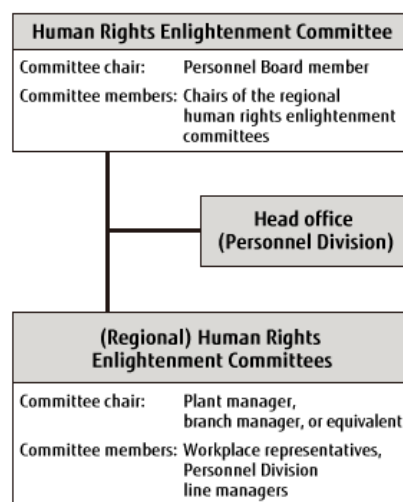 Human Rights Enlightenment Committee
Committee chair: Personnel Board member
Committee members: Chairs of the regional
human rights enlightenment
committees
Head office
(Personnel Division)
(Regional) Human Rights
Enlightenment Committees
Committee chair: Plant manager,
branch manager, or equivalent
Committee members: Workplace representatives,
Personnel Division
line managers